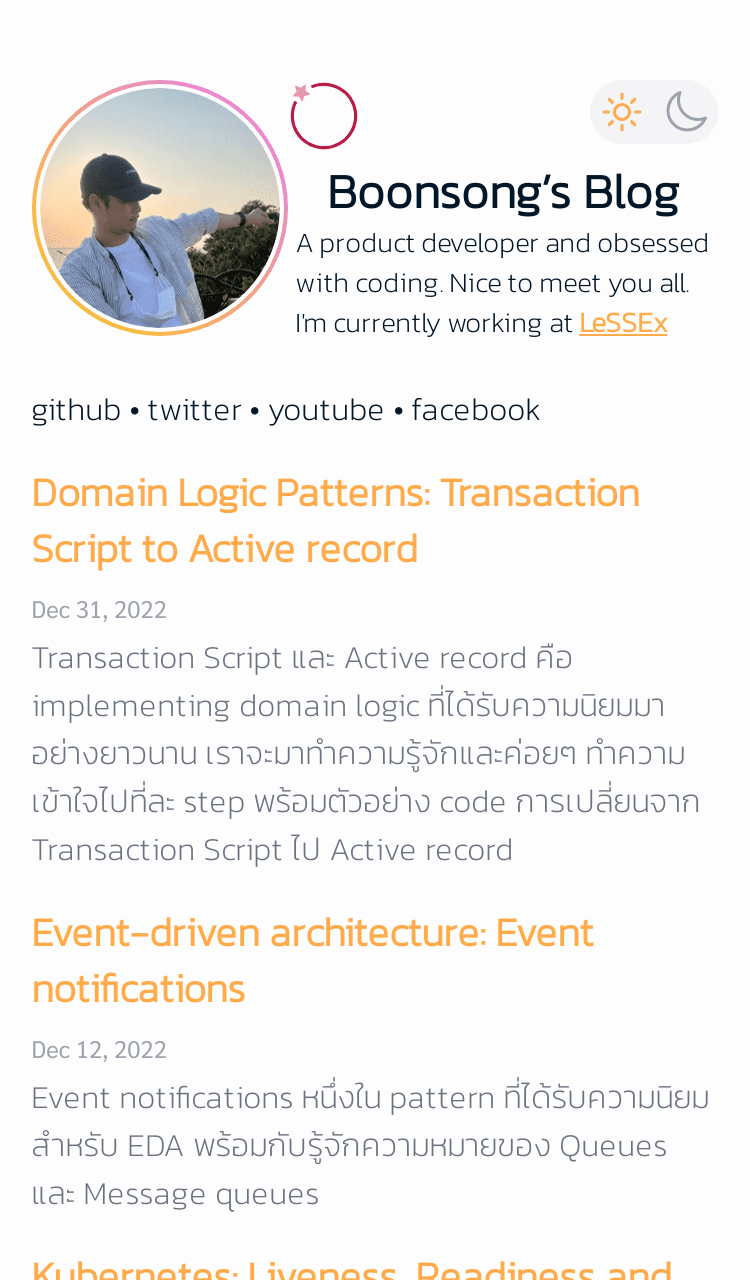 Boonsong’s Blog
A product developer and obsessed
with coding. Nice to meet you all.
I'm currently working at LeSSEx
github • twitter • youtube • facebook
Domain Logic Patterns: Transaction
Script to Active record
Dec 31, 2022
Transaction Script และ Active record คือ
implementing domain logic ที่ได้รับความนิยมมา
อย่างยาวนาน เราจะมาทำความรู้จักและค่อยๆ ทำความ
เข้าใจไปที่ละ step พร้อมตัวอย่าง code การเปลี่ยนจาก
Transaction Script ไป Active record
Event-driven architecture: Event
notifications
Dec 12, 2022
Event notifications หนึ่งใน pattern ที่ได้รับความนิยม
สำหรับ EDA พร้อมกับรู้จักความหมายของ Queues
และ Message queues
Kubernetes: Liveness, Readiness and